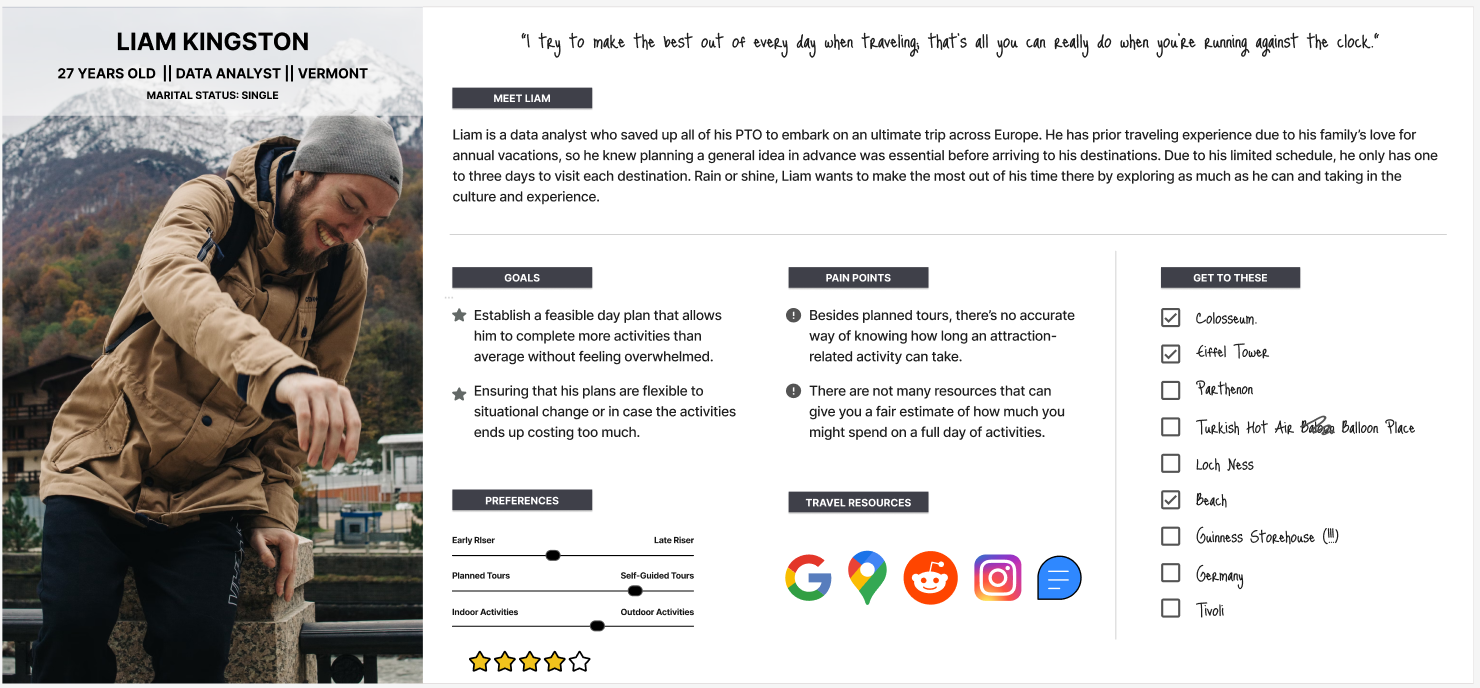 LIAM KINGSTON
27 YEARS OLD || DATA ANALYST || VERMONT
MARITAL STATUS: SINGLE
“I try to make the best out of every day when traveling; that's all you can really do when you're running against the clock.“
MEET LIAM
Liam is a data analyst who saved up all of his PTO to embark on an ultimate trip across Europe. He has prior traveling experience due to his family’s love for
annual vacations, so he knew planning a general idea in advance was essential before arriving to his destinations. Due to his limited schedule, he only has one
to three days to visit each destination. Rain or shine, Liam wants to make the most out of his time there by exploring as much as he can and taking in the
culture and experience.
GOALS
Establish a feasible day plan that allows
him to complete more activities than
average without feeling overwhelmed.
Ensuring that his plans are flexible to
situational change or in case the activities
ends up costing too much.
PAIN POINTS
Besides planned tours, there’s no accurate
way of knowing how long an attraction-
related activity can take.
There are not many resources that can
give you a fair estimate of how much you
might spend on a full day of activities.
PREFERENCES
Early RIser Late Riser
Planned Tours Self-Guided Tours
Indoor Activities Outdoor Activities
TRAVEL RESOURCES
GET TO THESE
Colosseum.
Eiffel Tower
Parthenon
Turkish Hot Air Balloon Place
Loch Ness
Beach
Guinness Storehouse (!!!)
Germany
Tivoli